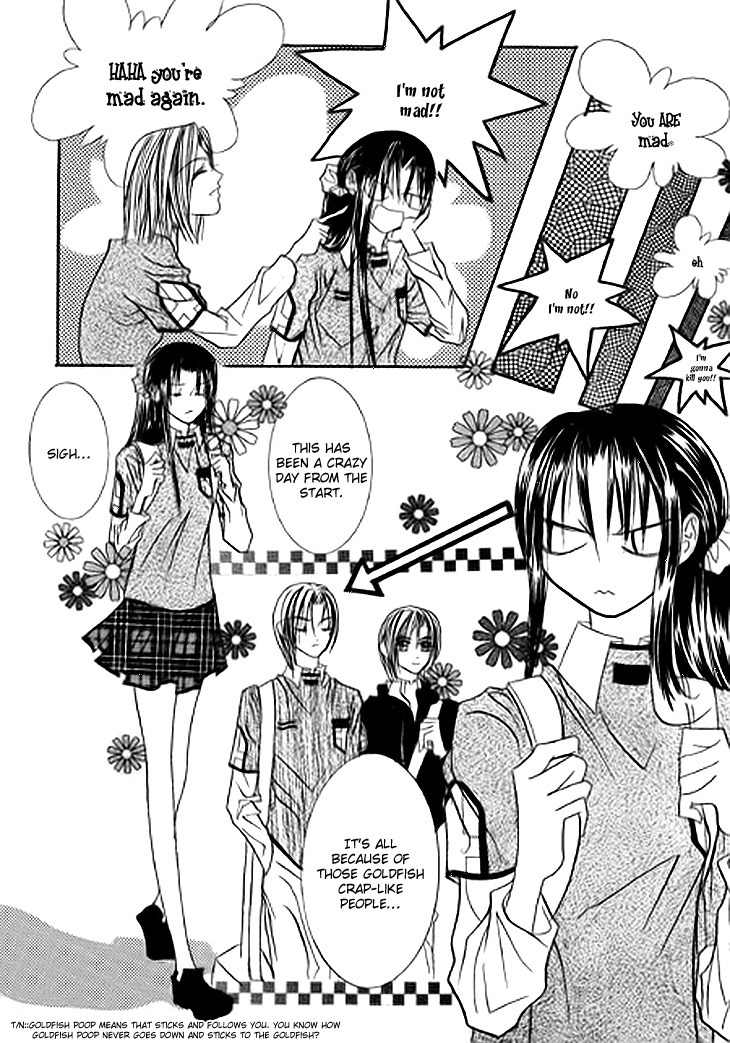 HAHA you're
mad again.
I'm not
mad!!
You ARE
mad.
No
I'm not!!
eh
I'm
gonna
kill you!!
SIGH...
THIS HAS
BEEN A CRAZY
DAY FROM
THE
START.
IT'S ALL
BECAUSE OF
THOSE GOLDFISH
CRAP-LIKE
PEOPLE...
T/N::GOLDFISH POOP MEANS THAT STICKS AND FOLLOWS YOU. YOU KNOW HOW
GOLDFISH POOP NEVER GOES DOWN AND STICKS TO THE GOLDFISH?